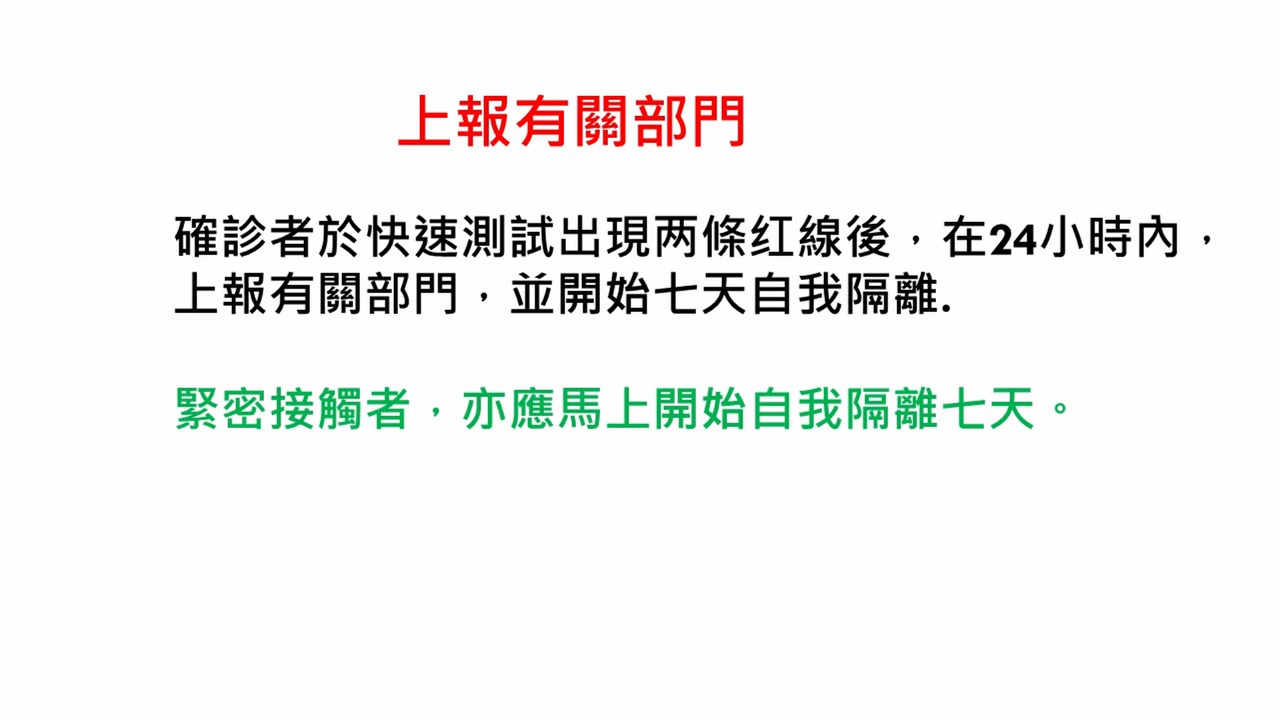 上報有關部門
確診者於快速測試出現两條红線後，在24小時內，
上報有關部門，並開始七天自我隔離.
緊密接觸者，亦應馬上開始自我隔離七天。